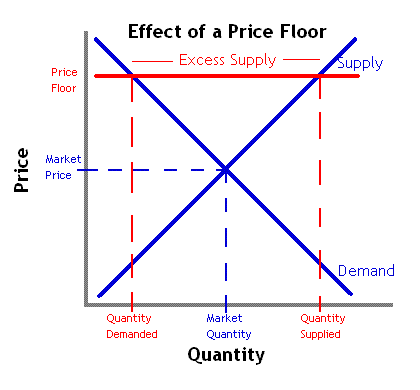 Effect of a Price Floor
Excess Supply
Supply
Price
Floor
Market
Price
Price
Demand
Quantity
Demanded
Market
Quantity
Quantity
Supplied
Quantity